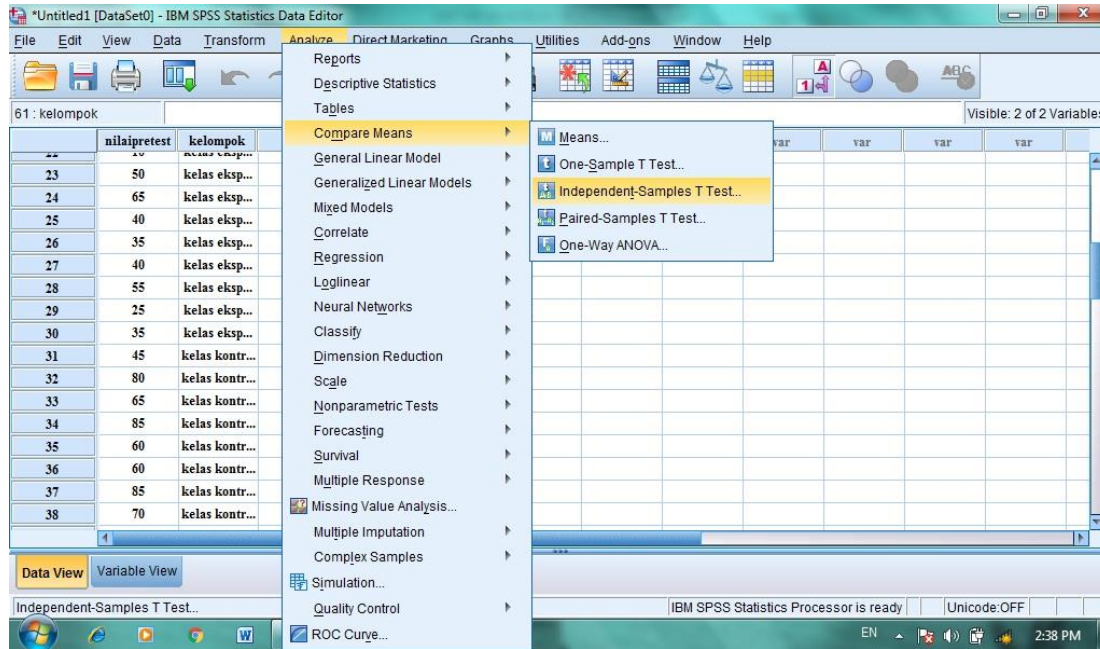 *Untitled1 [DataSet0] - IBM SPSS Statistics Data Editor
File Edit View Data Transform Analyze Direct Marketing Graphs Utilities Add-ons Window Help
61 : kelompok
Visible: 2 of 2 Variables
nilaipretest kelompok var var var var
23 50 kelas eksp...
24 65 kelas eksp...
25 40 kelas eksp...
26 35 kelas eksp...
27 40 kelas eksp...
28 55 kelas eksp...
29 25 kelas eksp...
30 35 kelas eksp...
31 45 kelas kontr...
32 80 kelas kontr...
33 65 kelas kontr...
34 85 kelas kontr...
35 60 kelas kontr...
36 60 kelas kontr...
37 85 kelas kontr...
38 70 kelas kontr...
Reports
Descriptive Statistics
Tables
Compare Means
General Linear Model
Generalized Linear Models
Mixed Models
Correlate
Regression
Loglinear
Neural Networks
Classify
Dimension Reduction
Scale
Nonparametric Tests
Forecasting
Survival
Multiple Response
Missing Value Analysis...
Multiple Imputation
Complex Samples
Simulation...
Quality Control
ROC Curve...
Means...
One-Sample T Test...
Independent-Samples T Test...
Paired-Samples T Test...
One-Way ANOVA...
Data View Variable View
Independent-Samples T Test...
IBM SPSS Statistics Processor is ready
Unicode:OFF
EN
2:38 PM